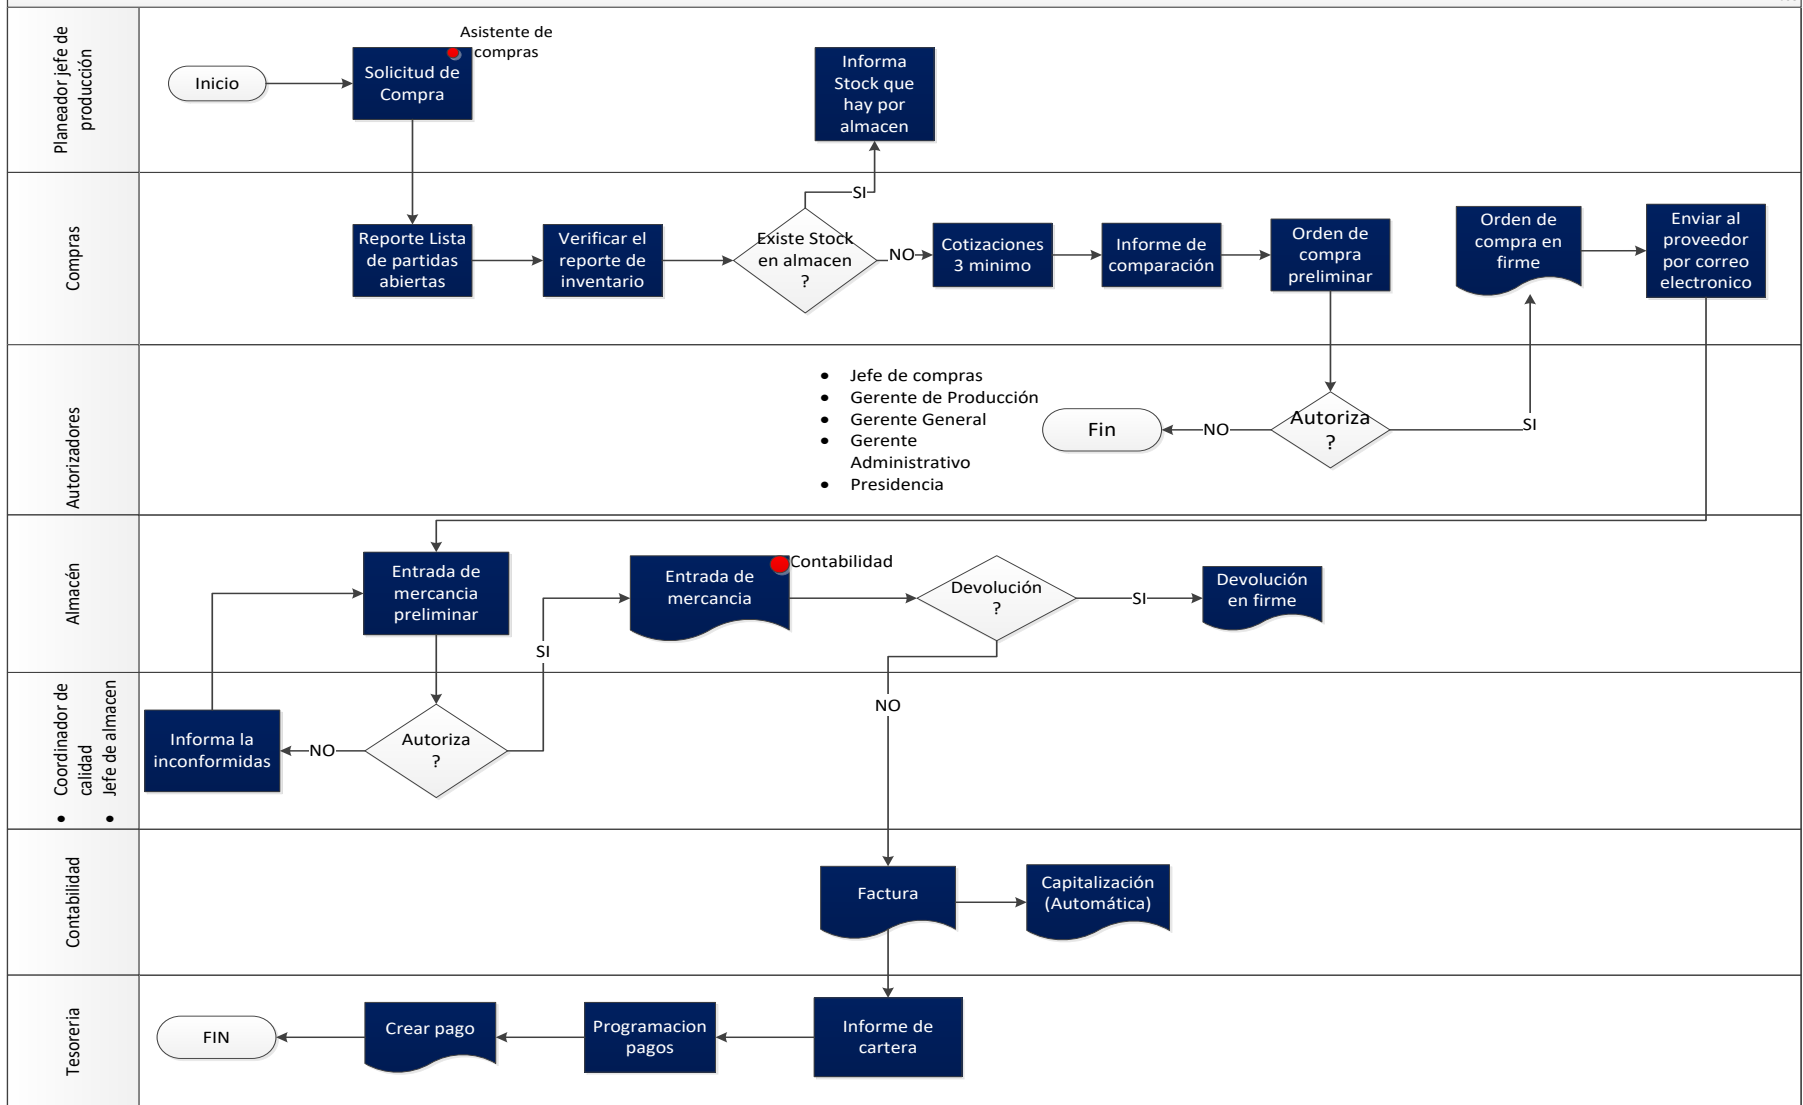 Planeador jefe de
producción
Inicio
Solicitud de
Compra
Asistente de
compras
Informa
Stock que
hay por
almacen
Compras
Reporte Lista
de partidas
abiertas
Verificar el
reporte de
inventario
Existe Stock
en almacen
?
SI
NO
Cotizaciones
3 minimo
Informe de
comparación
Orden de
compra
preliminar
Orden de
compra en
firme
Enviar al
proveedor
por correo
electronico
Autorizadores
• Jefe de compras
• Gerente de Producción
• Gerente General
• Gerente
Administrativo
• Presidencia
Fin
NO
Autoriza
?
SI
Almacén
Entrada de
mercancia
preliminar
SI
Entrada de
mercancia
Contabilidad
Devolución
?
SI
Devolución
en firme
• Coordinador de
calidad
• Jefe de almacen
Informa la
inconformidas
NO
Autoriza
?
NO
Contabilidad
Factura
Capitalización
(Automática)
Tesoreria
FIN
Crear pago
Programacion
pagos
Informe de
cartera